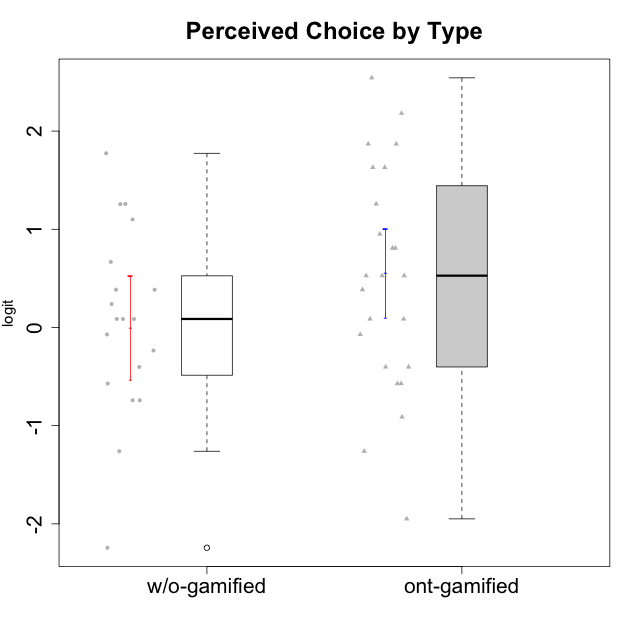 Perceived Choice by Type
logit
2
1
0
-1
-2
w/o-gamified
ont-gamified